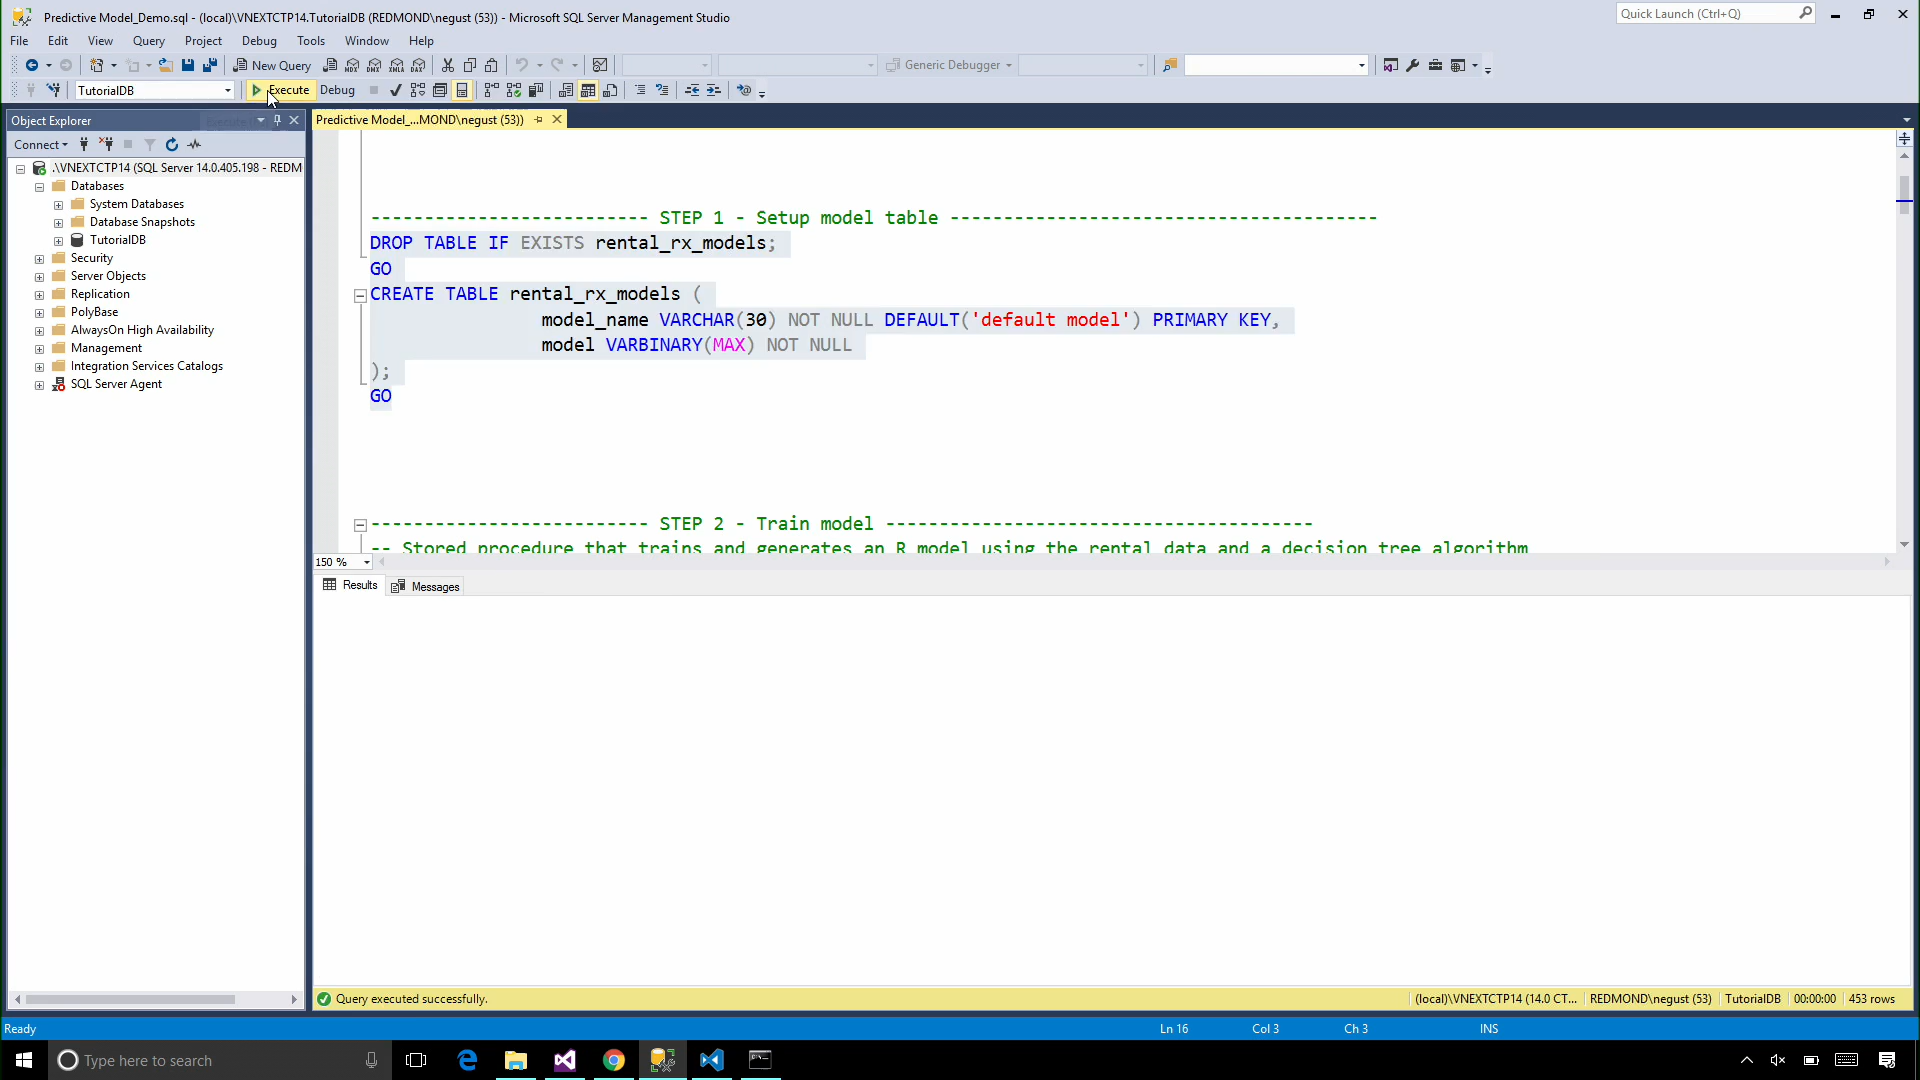 Predictive Model_Demo.sql - (local)\VNEXTCTP14.TutorialDB (REDMOND\negust (53)) - Microsoft SQL Server Management Studio
Quick Launch (Ctrl+Q)
File Edit View Query Project Debug Tools Window Help
New Query
MDX DMX XMLA DAX
Generic Debugger
TutorialDB
Execute Debug
Object Explorer
Predictive Model_...MOND\negust (53))
Connect
.\VNEXTCTP14 (SQL Server 14.0.405.198 - REDM
Databases
System Databases
Database Snapshots
TutorialDB
Security
Server Objects
Replication
PolyBase
AlwaysOn High Availability
Management
Integration Services Catalogs
SQL Server Agent
-------------------------- STEP 1 - Setup model table ----------------------------------------
DROP TABLE IF EXISTS rental_rx_models;
GO
CREATE TABLE rental_rx_models (
model_name VARCHAR(30) NOT NULL DEFAULT('default model') PRIMARY KEY,
model VARBINARY(MAX) NOT NULL
);
GO
-------------------------- STEP 2 - Train model ----------------------------------------
-- Stored procedure that trains and generates an R model using the rental data and a decision tree algorithm
150 %
Results Messages
Query executed successfully.
(local)\VNEXTCTP14 (14.0 CT... REDMOND\negust (53) TutorialDB 00:00:00 453 rows
Ready
Ln 16 Col 3 Ch 3 INS
Type here to search